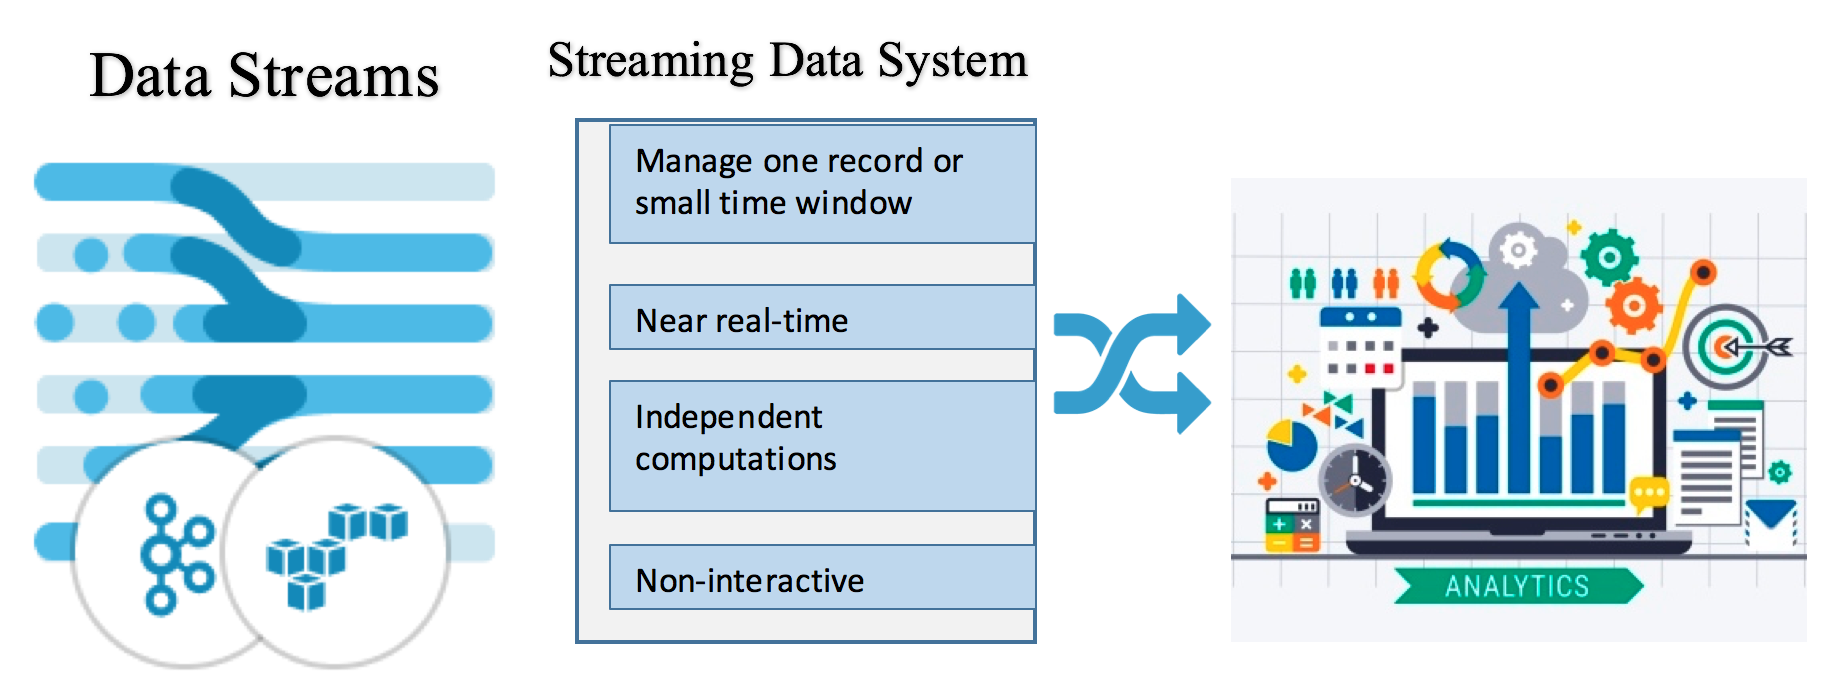 Data Streams
Streaming Data System
Manage one record or
small time window
Near real-time
Independent
computations
Non-interactive
ANALYTICS